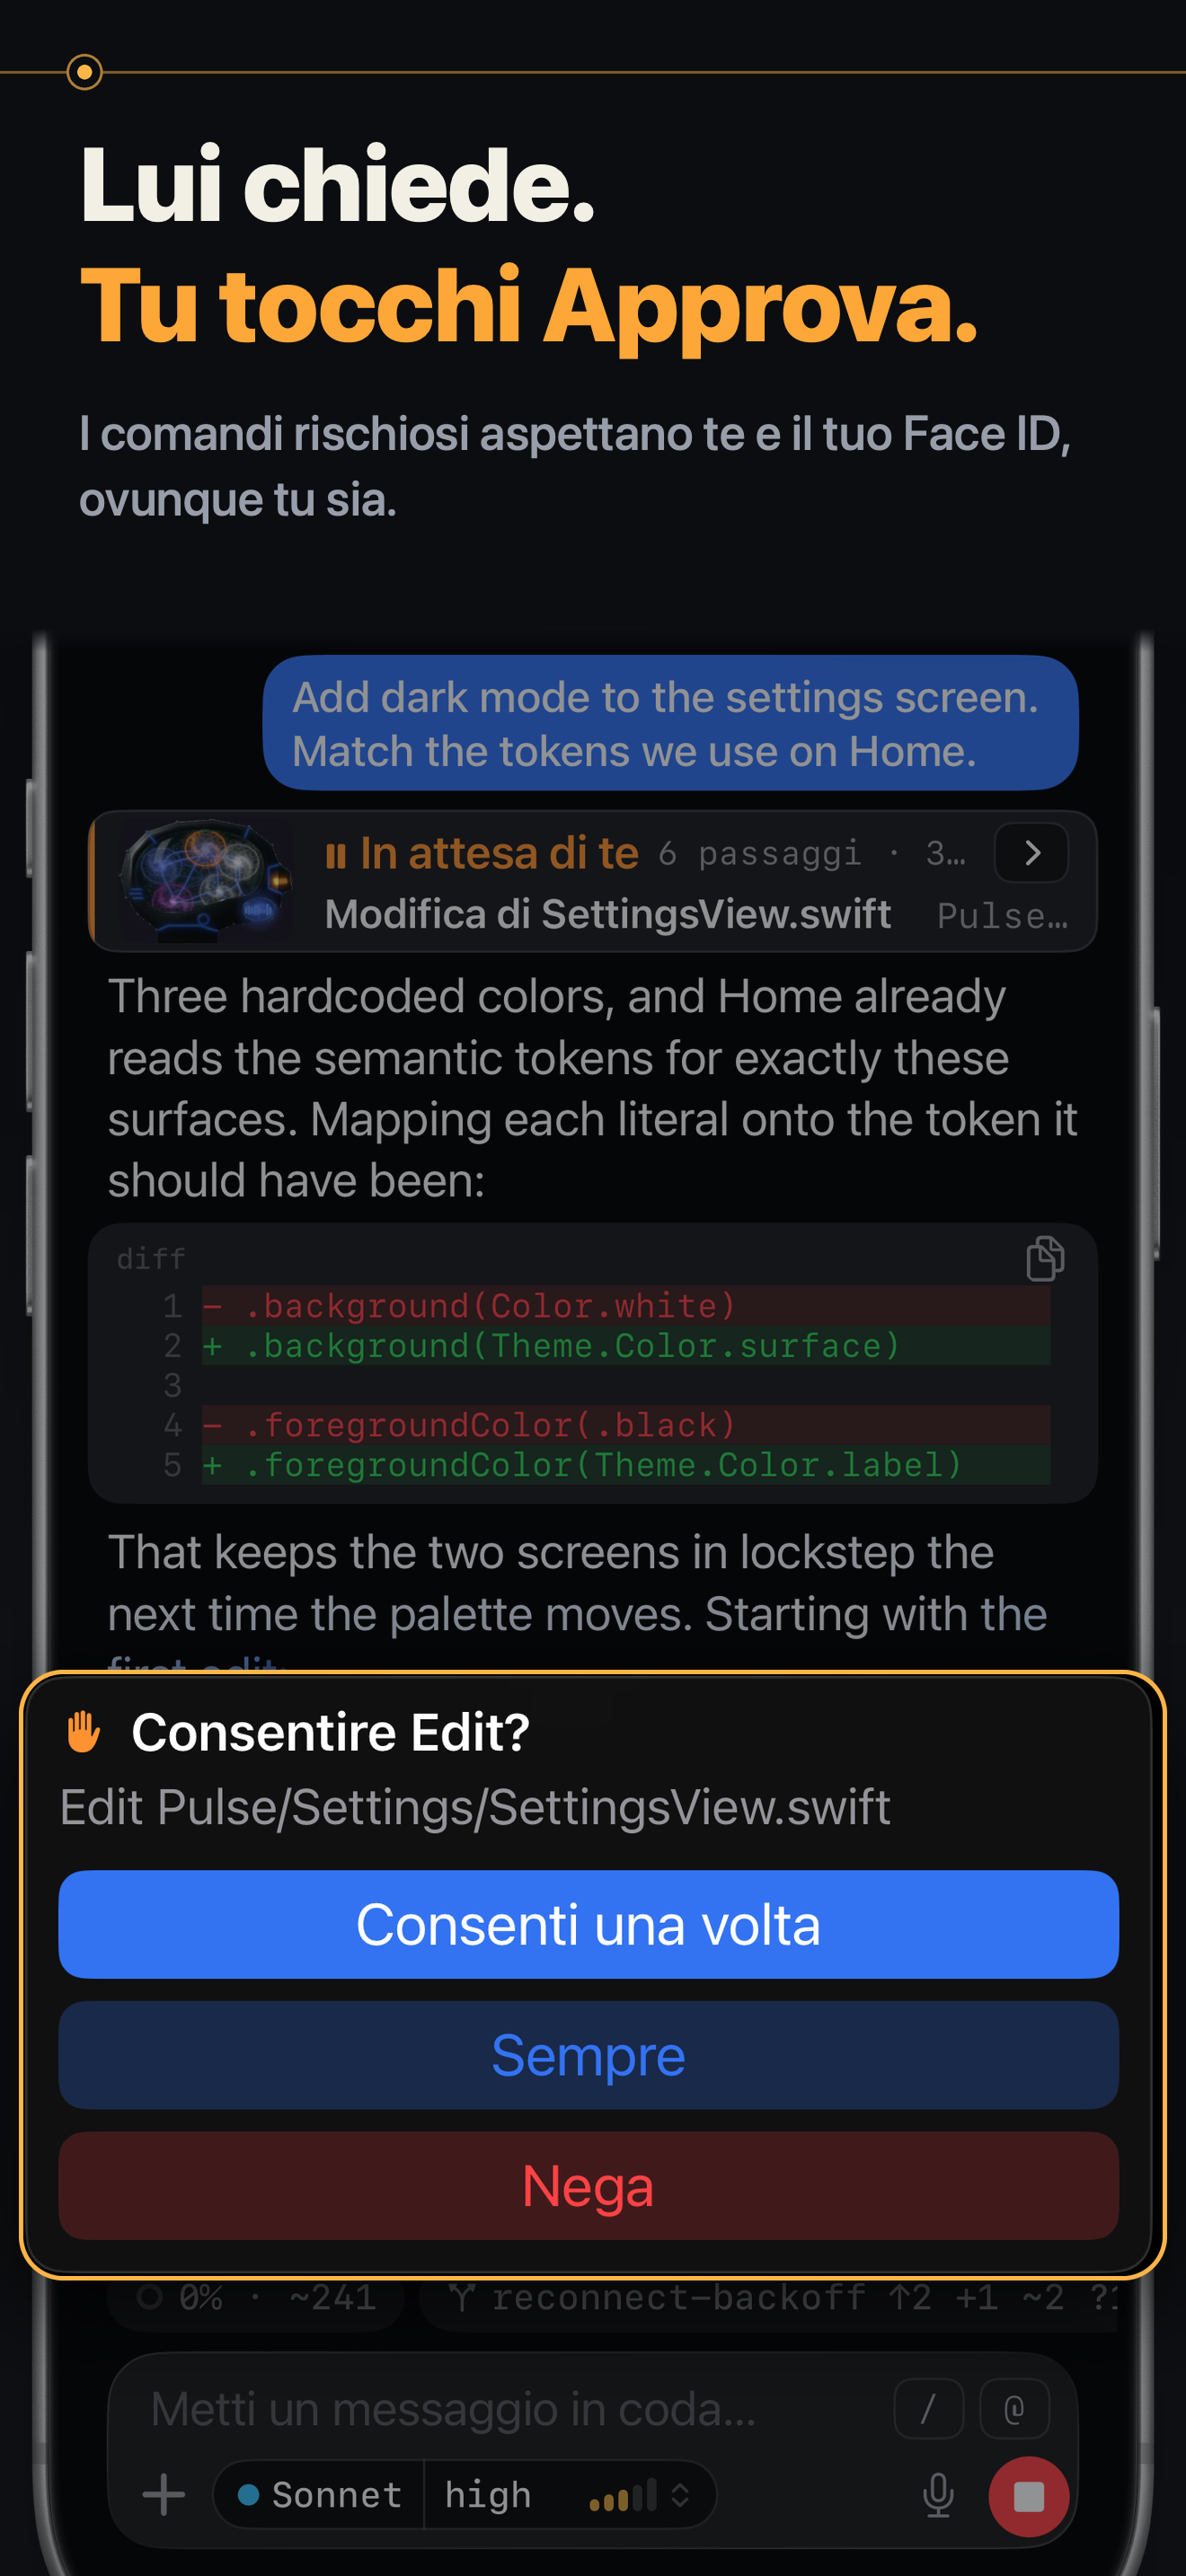 Lui chiede.
Tu tocchi Approva.
I comandi rischiosi aspettano te e il tuo Face ID,
ovunque tu sia.
Add dark mode to the settings screen.
Match the tokens we use on Home.
In attesa di te 6 passaggi · 3…
Modifica di SettingsView.swift Pulse…
Three hardcoded colors, and Home already
reads the semantic tokens for exactly these
surfaces. Mapping each literal onto the token it
should have been:
diff
1 − .background(Color.white)
2 + .background(Theme.Color.surface)
3
4 − .foregroundColor(.black)
5 + .foregroundColor(Theme.Color.label)
That keeps the two screens in lockstep the
next time the palette moves. Starting with the
first edit:
Consentire Edit?
Edit Pulse/Settings/SettingsView.swift
Consenti una volta
Sempre
Nega
0% · ~241 reconnect-backoff ↑2 +1 ~2 ?1
Metti un messaggio in coda... / @
Sonnet high